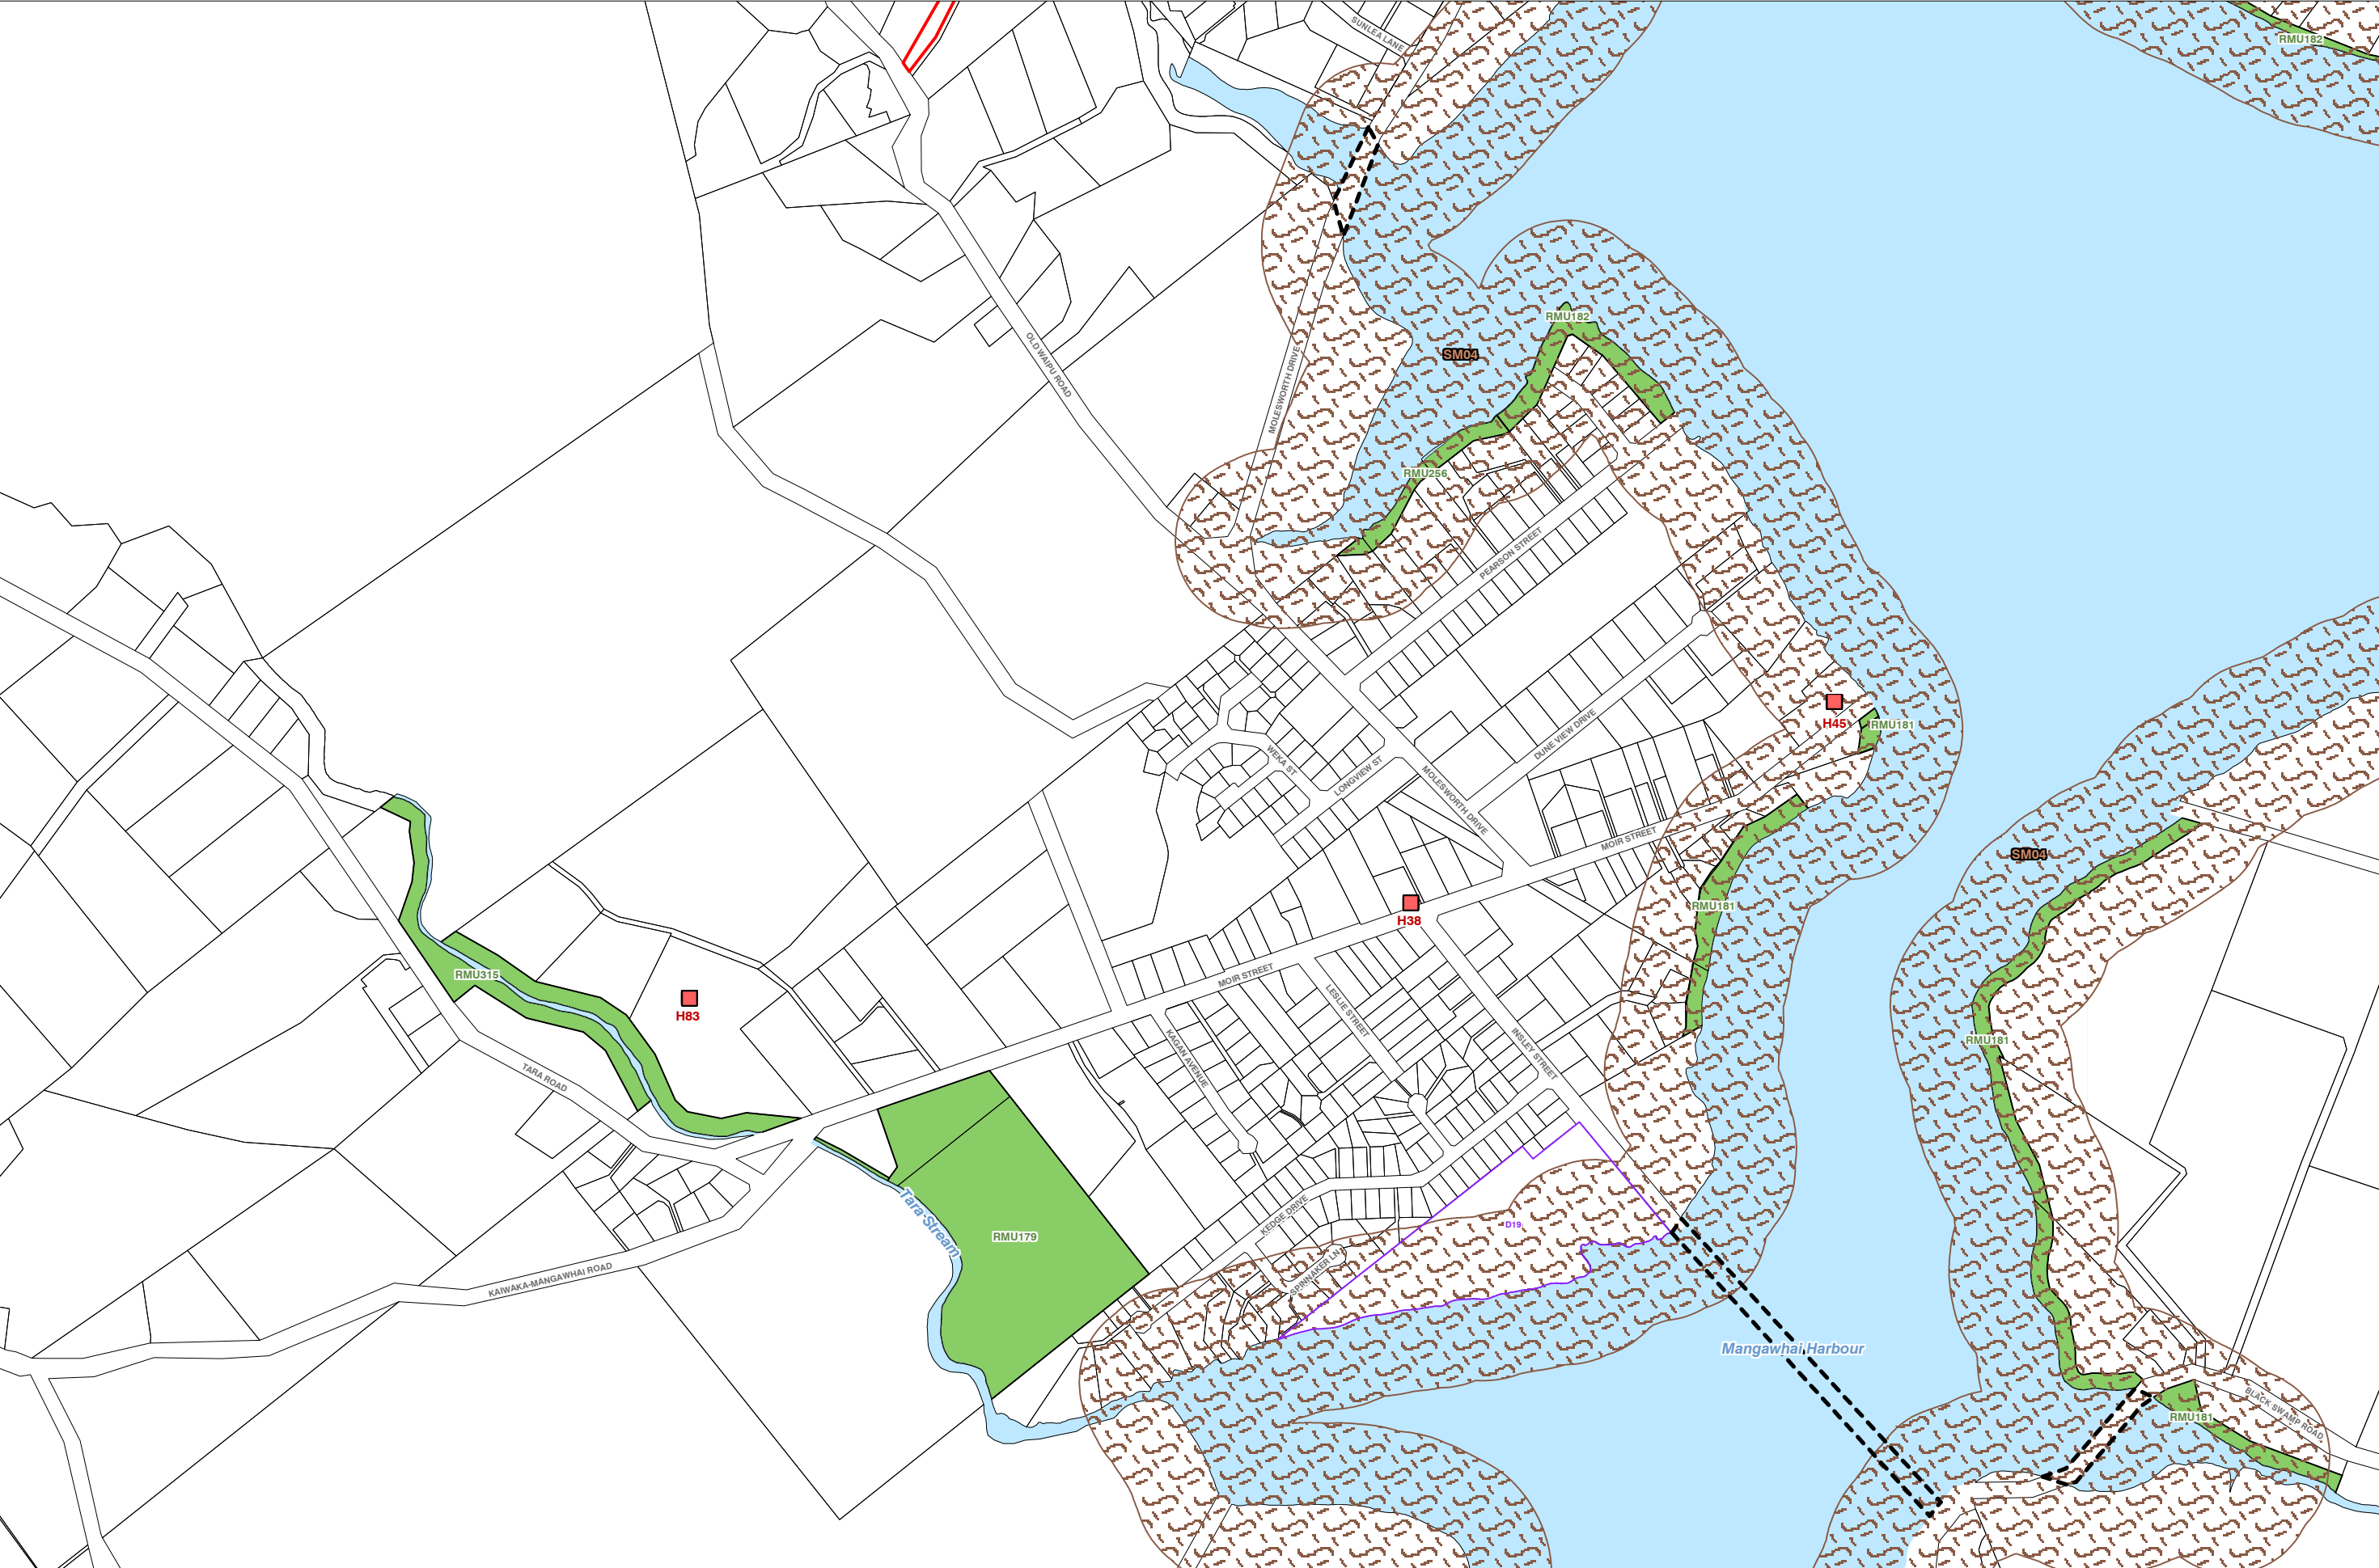 SUNLEA LANE
RMU182
RMU182
SM04
OLD WAIPU ROAD
MOLESWORTH DRIVE
RMU256
PEARSON STREET
H45
RMU181
DUNE VIEW DRIVE
WEKA ST
LONGVIEW ST
MOLESWORTH DRIVE
MOIR STREET
SM04
H38
RMU181
RMU315
MOIR STREET
H83
LESLIE STREET
INSLEY STREET
KAGAN AVENUE
RMU181
TARA ROAD
Tara Stream
RMU179
KEDGE DRIVE
D19
SPINNAKER LN
KAIWAKA-MANGAWHAI ROAD
Mangawhai Harbour
BLACK SWAMP ROAD
RMU181